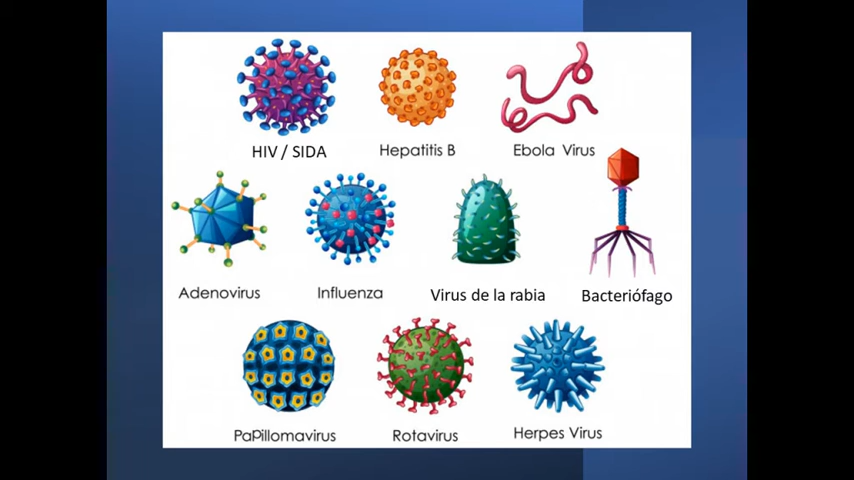 HIV / SIDA
Hepatitis B
Ebola Virus
Adenovirus
Influenza
Virus de la rabia
Bacteriófago
Papillomavirus
Rotavirus
Herpes Virus